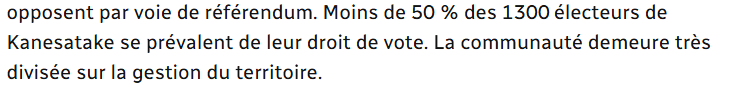 opposent par voie de référendum. Moins de 50 % des 1300 électeurs de
Kanesatake se prévalent de leur droit de vote. La communauté demeure très
divisée sur la gestion du territoire.